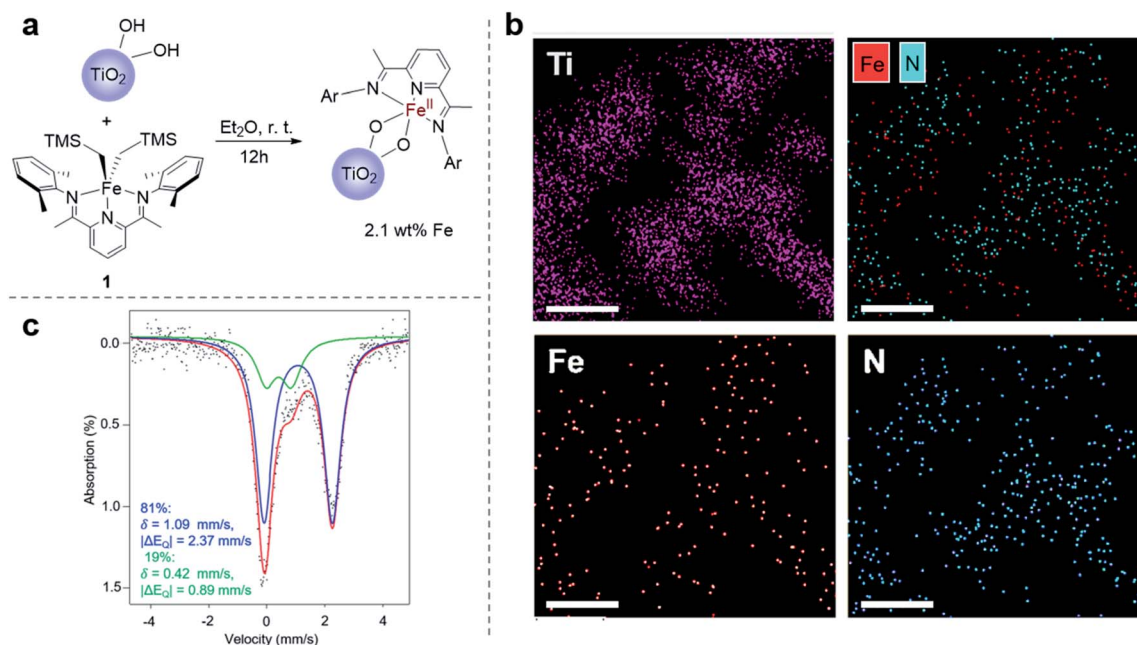 a
OH
OH
TiO2
+
TMS
TMS
Fe
N
N
N
1
Et2O, r. t.
12h
Ar
N
N
FeII
N
Ar
O
O
TiO2
2.1 wt% Fe
b
Ti
Fe
N
Fe
N
c
0.0
0.5
1.0
1.5
Absorption (%)
81%:
δ = 1.09 mm/s,
|ΔEQ| = 2.37 mm/s
19%:
δ = 0.42 mm/s,
|ΔEQ| = 0.89 mm/s
-4
-2
0
2
4
Velocity (mm/s)